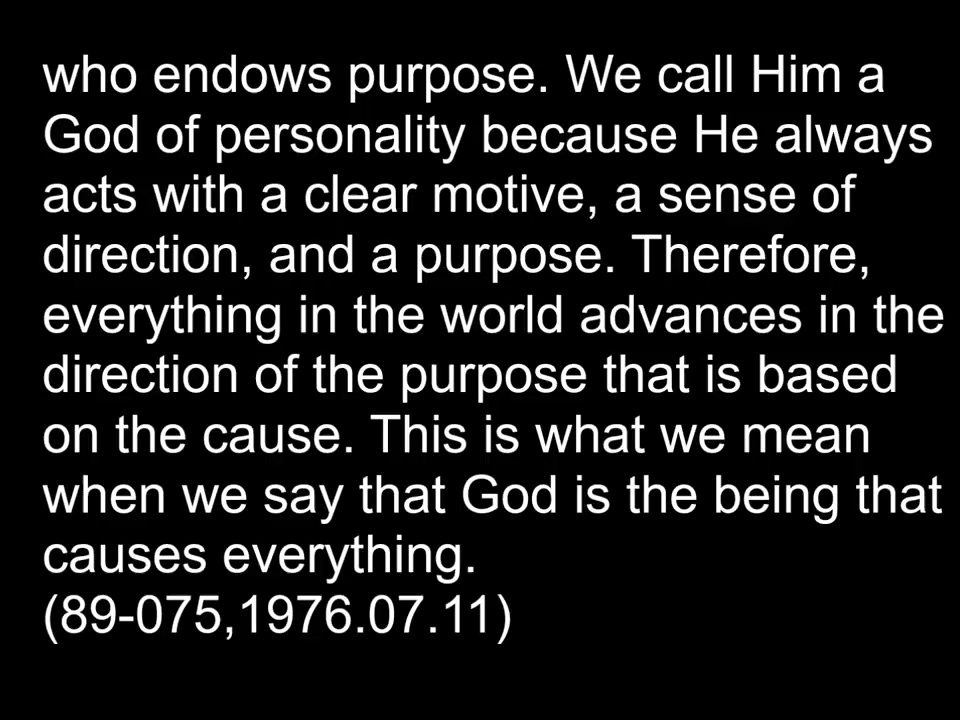 who endows purpose. We call Him a
God of personality because He always
acts with a clear motive, a sense of
direction, and a purpose. Therefore,
everything in the world advances in the
direction of the purpose that is based
on the cause. This is what we mean
when we say that God is the being that
causes everything.
(89-075,1976.07.11)